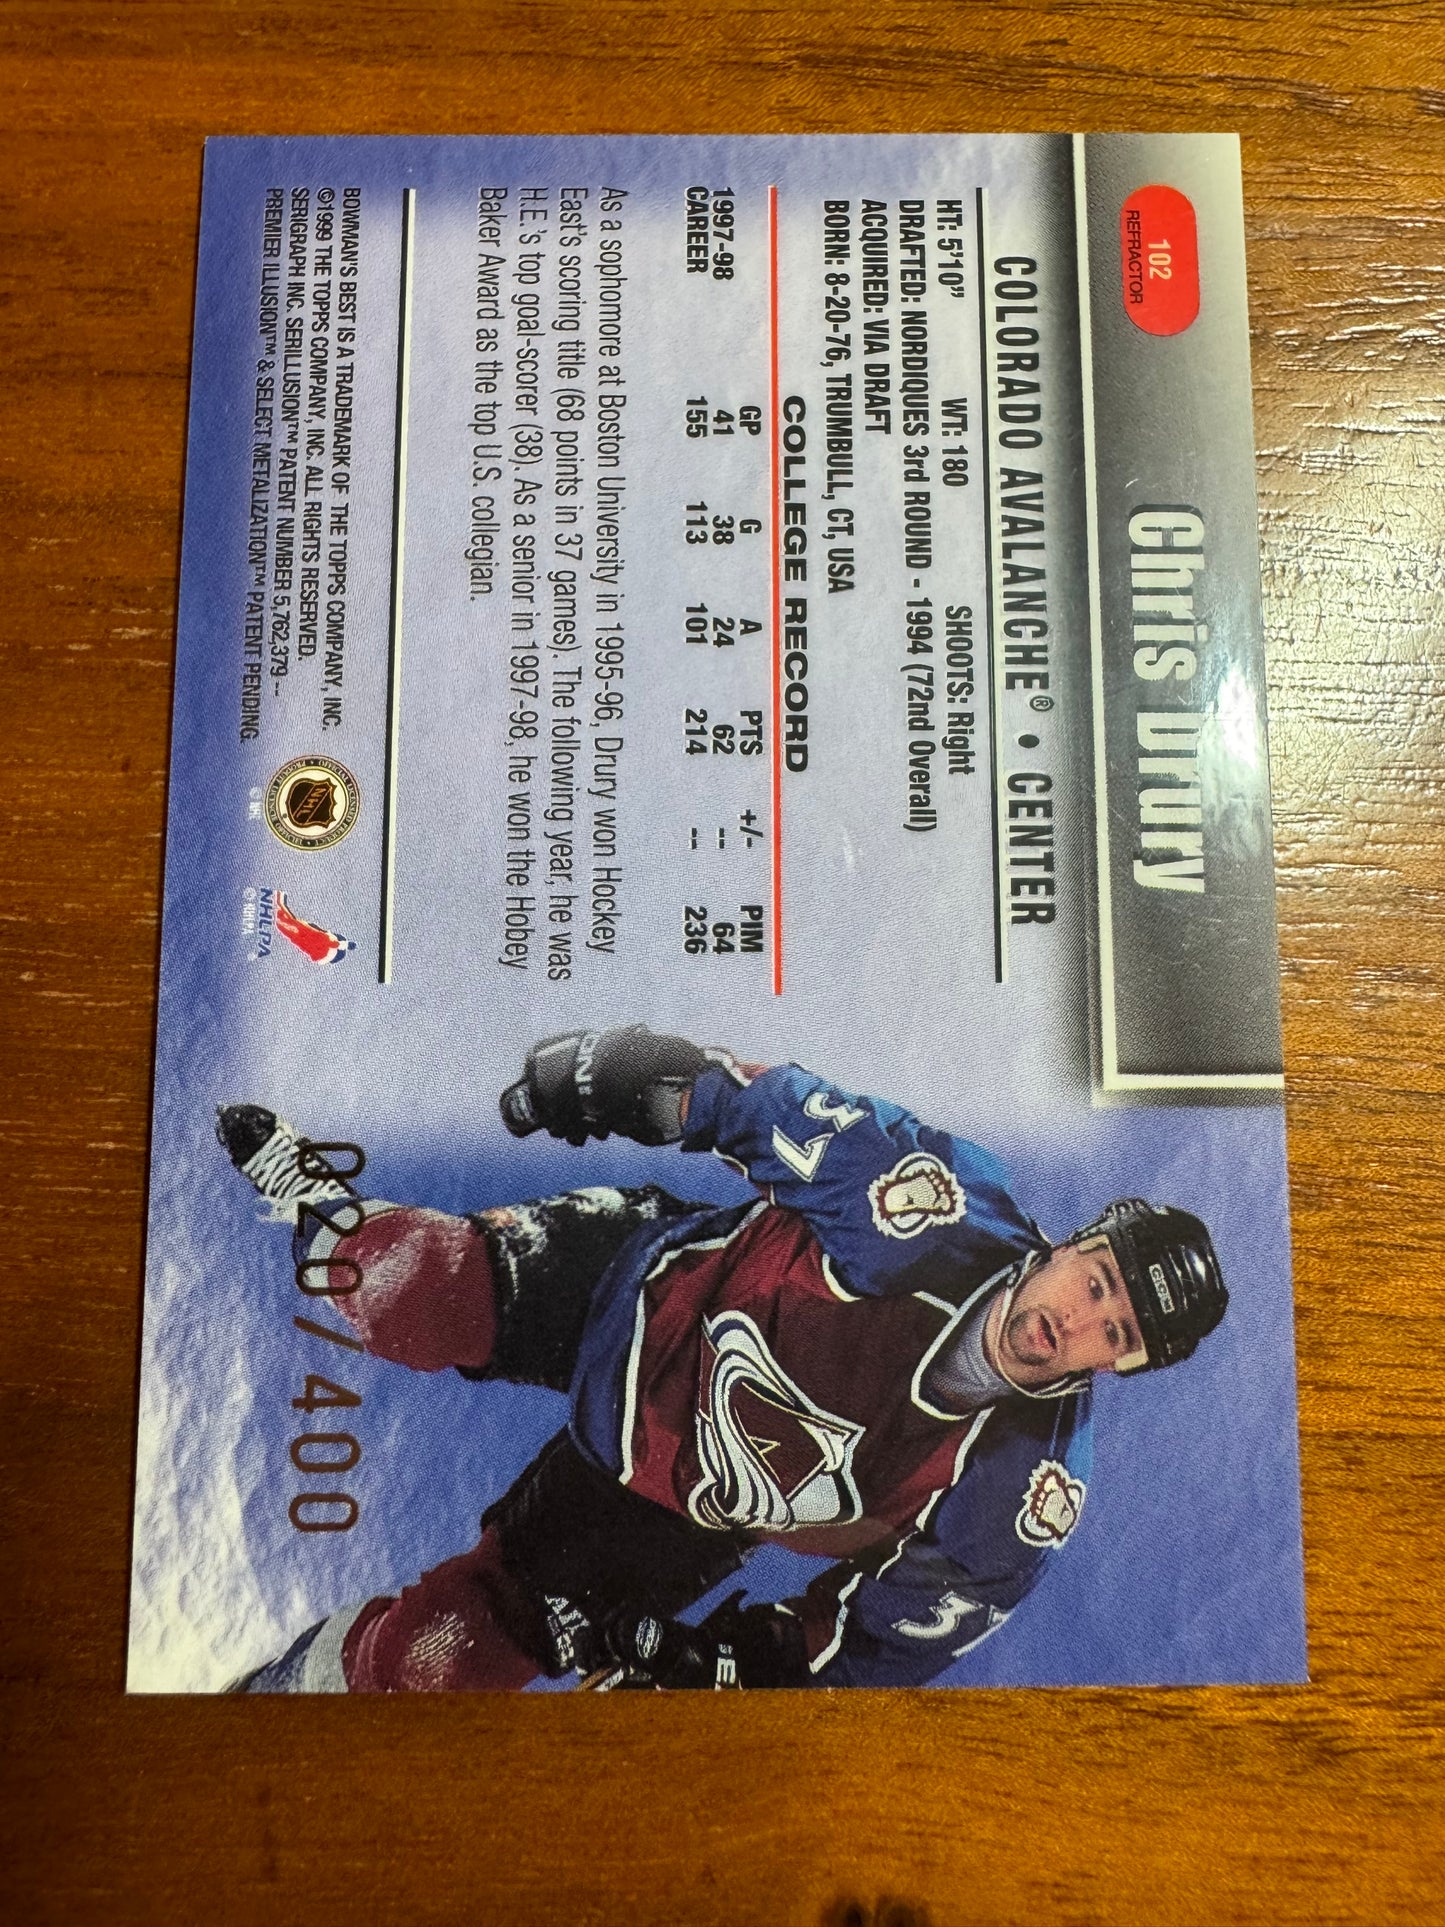 102
REFRACTOR
Chris Drury
COLORADO AVALANCHE® • CENTER
HT: 5'10" WT: 180 SHOOTS: Right
DRAFTED: NORDIQUES 3rd ROUND - 1994 (72nd Overall)
ACQUIRED: VIA DRAFT
BORN: 8-20-76, TRUMBULL, CT, USA
COLLEGE RECORD
GP G A PTS +/- PIM
1997-98 41 38 24 62 -- 64
CAREER 155 113 101 214 -- 236
As a sophomore at Boston University in 1995-96, Drury won Hockey
East's scoring title (68 points in 37 games). The following year, he was
H.E.'s top goal-scorer (38). As a senior in 1997-98, he won the Hobey
Baker Award as the top U.S. collegian.
BOWMAN'S BEST IS A TRADEMARK OF THE TOPPS COMPANY, INC.
©1999 THE TOPPS COMPANY, INC. ALL RIGHTS RESERVED.
SERIGRAPH INC. SERILLUSION™ PATENT NUMBER 5,762,379 --
PREMIER ILLUSION™ & SELECT METALIZATION™ PATENT PENDING.
NHL
NHLPA
© NHLPA
020/400
37
37
CCM
A